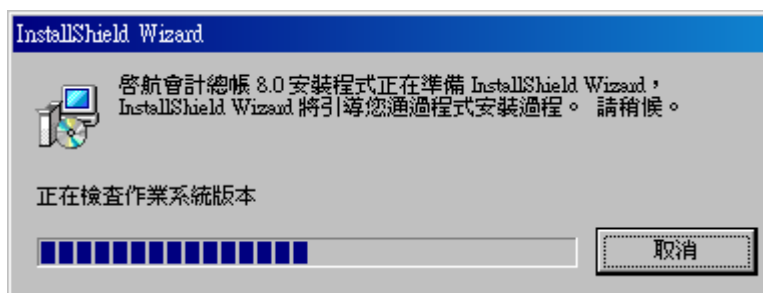 InstallShield Wizard
啓航會計總帳 8.0 安裝程式正在準備 InstallShield Wizard，
InstallShield Wizard 將引導您通過程式安裝過程。 請稍候。
正在檢查作業系統版本
取消